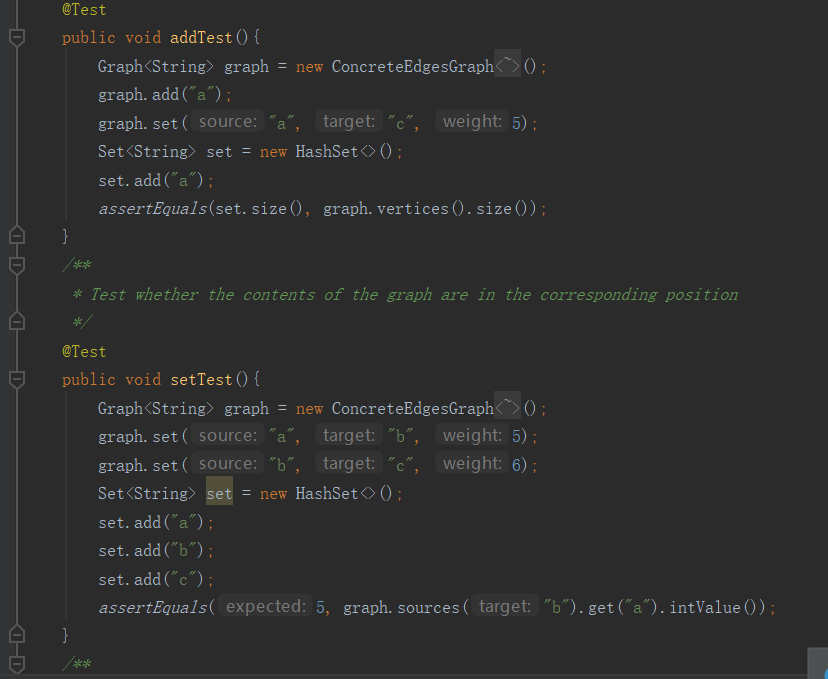 @Test
public void addTest(){
Graph<String> graph = new ConcreteEdgesGraph<~>();
graph.add("a");
graph.set( source: "a", target: "c", weight: 5);
Set<String> set = new HashSet<>();
set.add("a");
assertEquals(set.size(), graph.vertices().size());
}
/**
* Test whether the contents of the graph are in the corresponding position
*/
@Test
public void setTest(){
Graph<String> graph = new ConcreteEdgesGraph<~>();
graph.set( source: "a", target: "b", weight: 5);
graph.set( source: "b", target: "c", weight: 6);
Set<String> set = new HashSet<>();
set.add("a");
set.add("b");
set.add("c");
assertEquals( expected: 5, graph.sources( target: "b").get("a").intValue());
}
/**